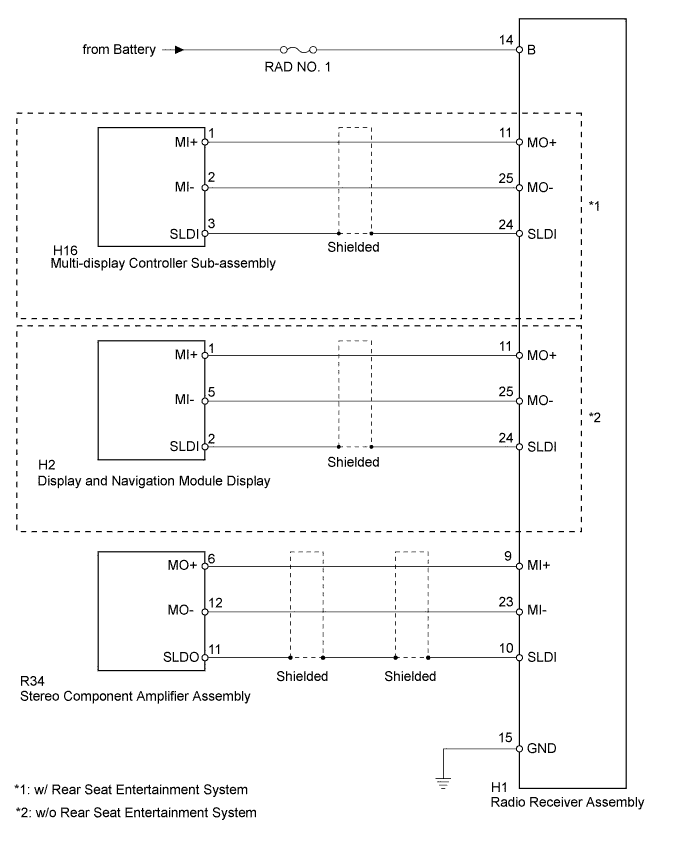 from Battery
RAD NO. 1
14 B
MI+ 1 11 MO+
MI- 2 25 MO-
*1
SLDI 3 24 SLDI
Shielded
H16
Multi-display Controller Sub-assembly
MI+ 1 11 MO+
MI- 5 25 MO-
*2
SLDI 2 24 SLDI
Shielded
H2
Display and Navigation Module Display
MO+ 6 9 MI+
MO- 12 23 MI-
SLDO 11 10 SLDI
Shielded Shielded
R34
Stereo Component Amplifier Assembly
15 GND
H1
Radio Receiver Assembly
*1: w/ Rear Seat Entertainment System
*2: w/o Rear Seat Entertainment System